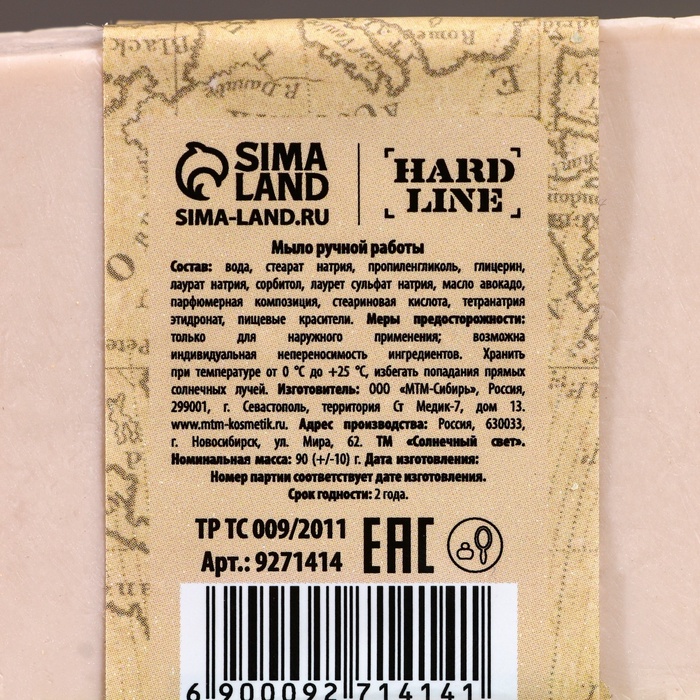 SIMA
LAND
SIMA-LAND.RU
HARD
LINE
Мыло ручной работы
Состав: вода, стеарат натрия, пропиленгликоль, глицерин,
лаурат натрия, сорбитол, лаурет сульфат натрия, масло авокадо,
парфюмерная композиция, стеариновая кислота, тетранатрия
этидронат, пищевые красители. Меры предосторожности:
только для наружного применения; возможна
индивидуальная непереносимость ингредиентов. Хранить
при температуре от 0 °С до +25 °С, избегать попадания прямых
солнечных лучей. Изготовитель: ООО «МТМ-Сибирь», Россия,
299001, г. Севастополь, территория Ст Медик-7, дом 13.
www.mtm-kosmetik.ru. Адрес производства: Россия, 630033,
г. Новосибирск, ул. Мира, 62. ТМ «Солнечный свет».
Номинальная масса: 90 (+/-10) г. Дата изготовления:
Номер партии соответствует дате изготовления.
Срок годности: 2 года.
ТР ТС 009/2011
Арт.: 9271414
EAC
6 900092 714141